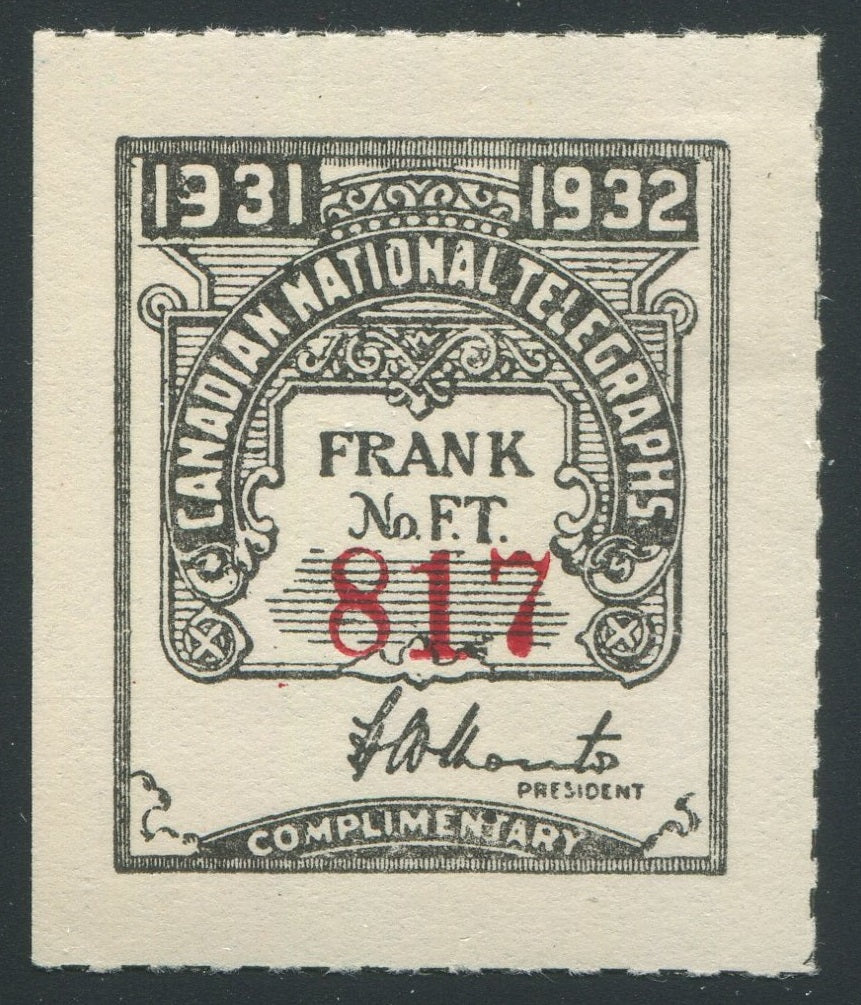 1931 1932
CANADIAN NATIONAL TELEGRAPHS
FRANK
No. F.T.
817
PRESIDENT
COMPLIMENTARY